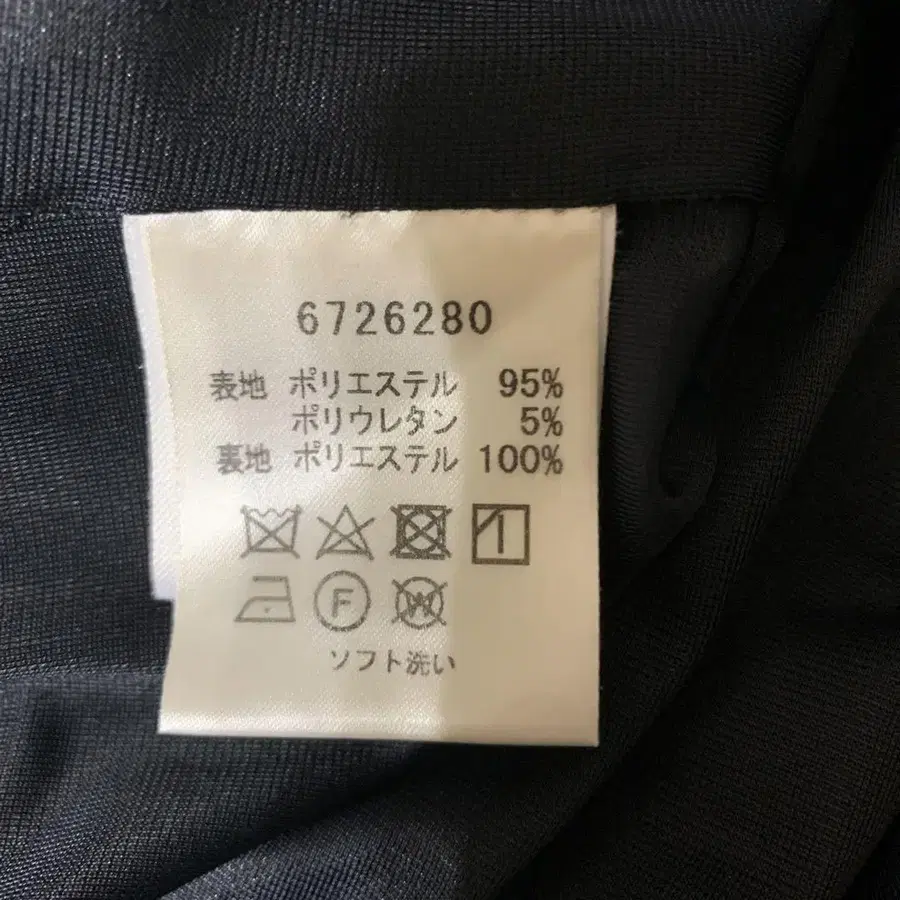 6726280
表地 ポリエステル 95%
ポリウレタン 5%
裏地 ポリエステル 100%
F W
ソフト洗い